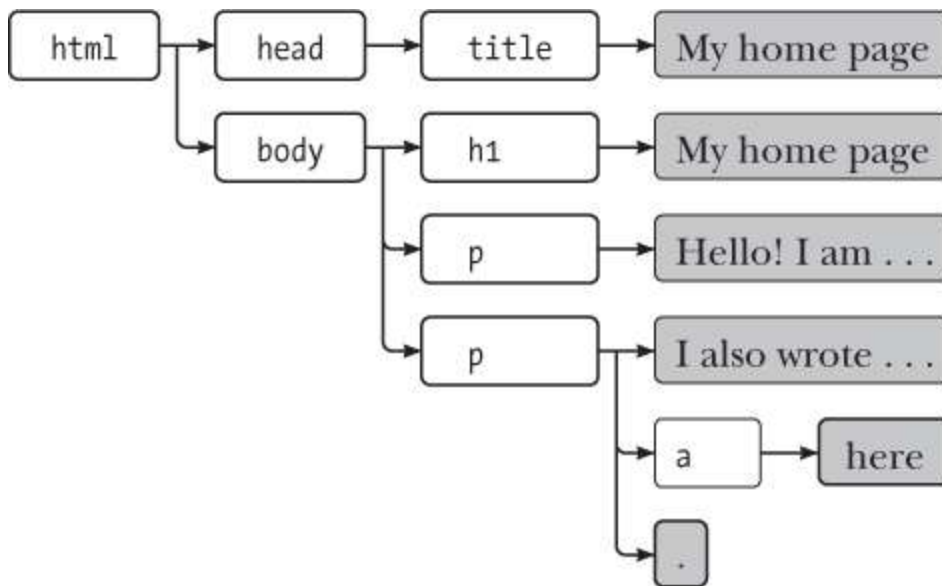 html head title My home page
body h1 My home page
p Hello! I am . . .
p I also wrote . . .
a here
.